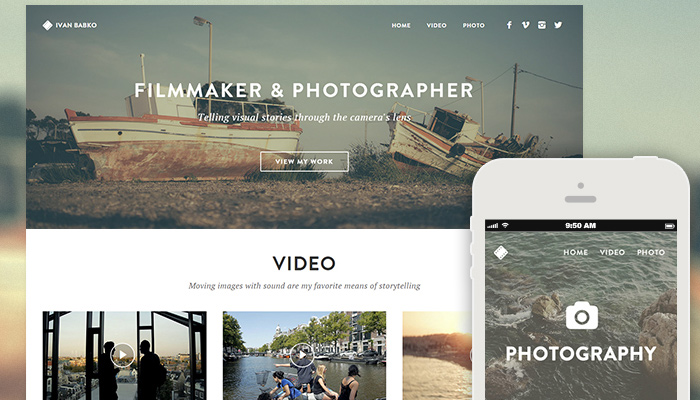 IVAN BABKO
HOME VIDEO PHOTO
FILMMAKER & PHOTOGRAPHER
Telling visual stories through the camera's lens
VIEW MY WORK
VIDEO
Moving images with sound are my favorite means of storytelling
9:50 AM
HOME VIDEO PHOTO
PHOTOGRAPHY